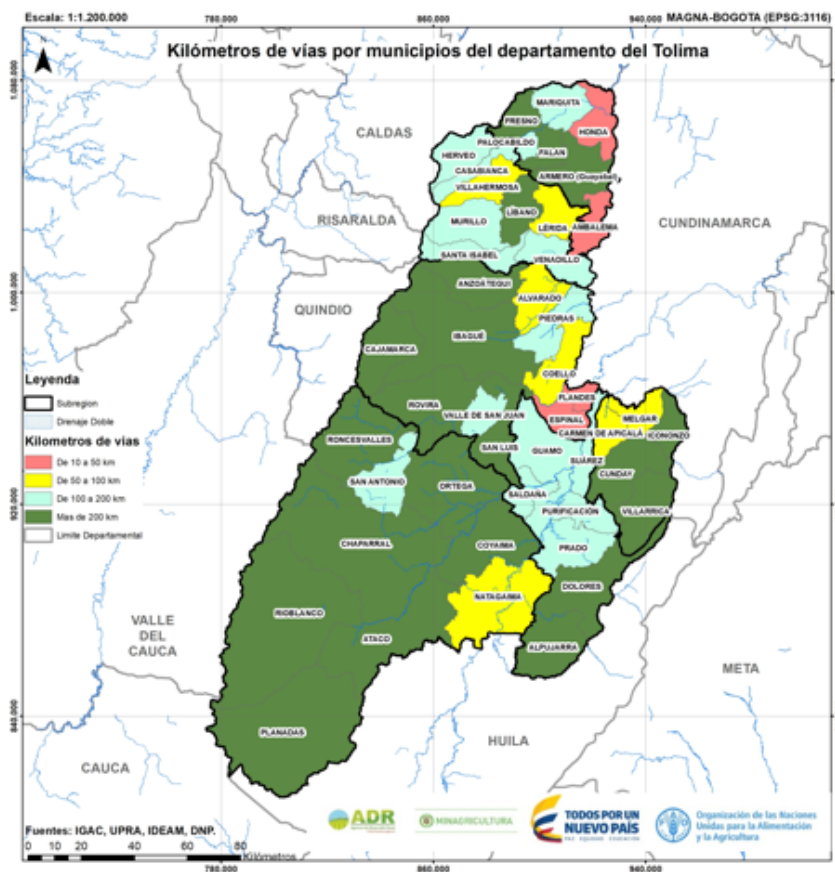 Escala: 1:1.200.000
780.000
860.000
940.000
MAGNA-BOGOTA (EPSG:3116)
N
Kilómetros de vías por municipios del departamento del Tolima
1.080.000
1.000.000
920.000
840.000
CALDAS
RISARALDA
QUINDIO
CUNDINAMARCA
VALLE
DEL
CAUCA
CAUCA
HUILA
META
MARIQUITA
FRESNO
HONDA
PALOCABILDO
FALAN
HERVEO
CASABIANCA
ARMERO (Guayabal)
VILLAHERMOSA
LÍBANO
MURILLO
LÉRIDA
AMBALEMA
SANTA ISABEL
VENADILLO
ANZOÁTEGUI
ALVARADO
PIEDRAS
IBAGUÉ
CAJAMARCA
COELLO
FLANDES
ROVIRA
VALLE DE SAN JUAN
ESPINAL
MELGAR
CARMEN DE APICALÁ
ICONONZO
RONCESVALLES
SAN LUIS
GUAMO
SUÁREZ
CUNDAY
SAN ANTONIO
ORTEGA
SALDAÑA
PURIFICACIÓN
VILLARRICA
CHAPARRAL
COYAIMA
PRADO
DOLORES
NATAGAIMA
RIOBLANCO
ATACO
ALPUJARRA
PLANADAS
Leyenda
Subregion
Drenaje Doble
Kilometros de vias
De 10 a 50 km
De 50 a 100 km
De 100 a 200 km
Mas de 200 km
Limite Departamental
Fuentes: IGAC, UPRA, IDEAM, DNP.
0 10 20 40 60 80
Kilómetros
ADR
MINAGRICULTURA
TODOS POR UN
NUEVO PAÍS
PAZ EQUIDAD EDUCACIÓN
Organización de las Naciones
Unidas para la Alimentación
y la Agricultura
780.000
860.000
940.000